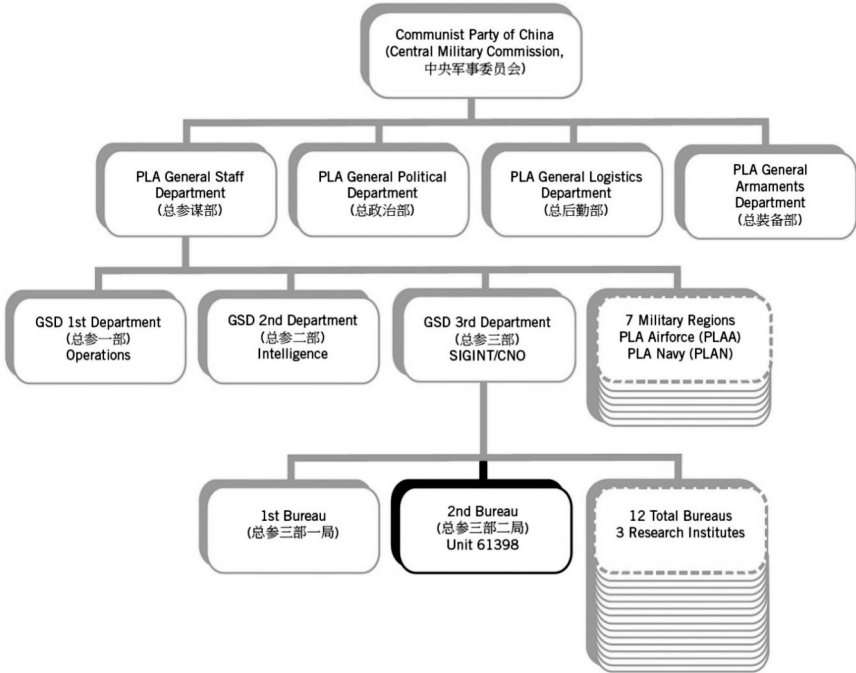 Communist Party of China
(Central Military Commission,
中央军事委员会)
PLA General Staff
Department
(总参谋部)
PLA General Political
Department
(总政治部)
PLA General Logistics
Department
(总后勤部)
PLA General
Armaments
Department
(总装备部)
GSD 1st Department
(总参一部)
Operations
GSD 2nd Department
(总参二部)
Intelligence
GSD 3rd Department
(总参三部)
SIGINT/CNO
7 Military Regions
PLA Airforce (PLAA)
PLA Navy (PLAN)
1st Bureau
(总参三部一局)
2nd Bureau
(总参三部二局)
Unit 61398
12 Total Bureaus
3 Research Institutes